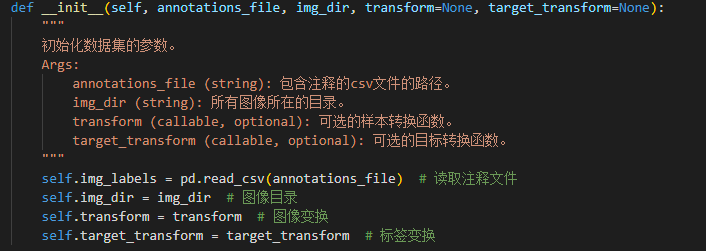 def __init__(self, annotations_file, img_dir, transform=None, target_transform=None):
"""
初始化数据集的参数。
Args:
annotations_file (string): 包含注释的csv文件的路径。
img_dir (string): 所有图像所在的目录。
transform (callable, optional): 可选的样本转换函数。
target_transform (callable, optional): 可选的目标转换函数。
"""
self.img_labels = pd.read_csv(annotations_file)  # 读取注释文件
self.img_dir = img_dir  # 图像目录
self.transform = transform  # 图像变换
self.target_transform = target_transform  # 标签变换